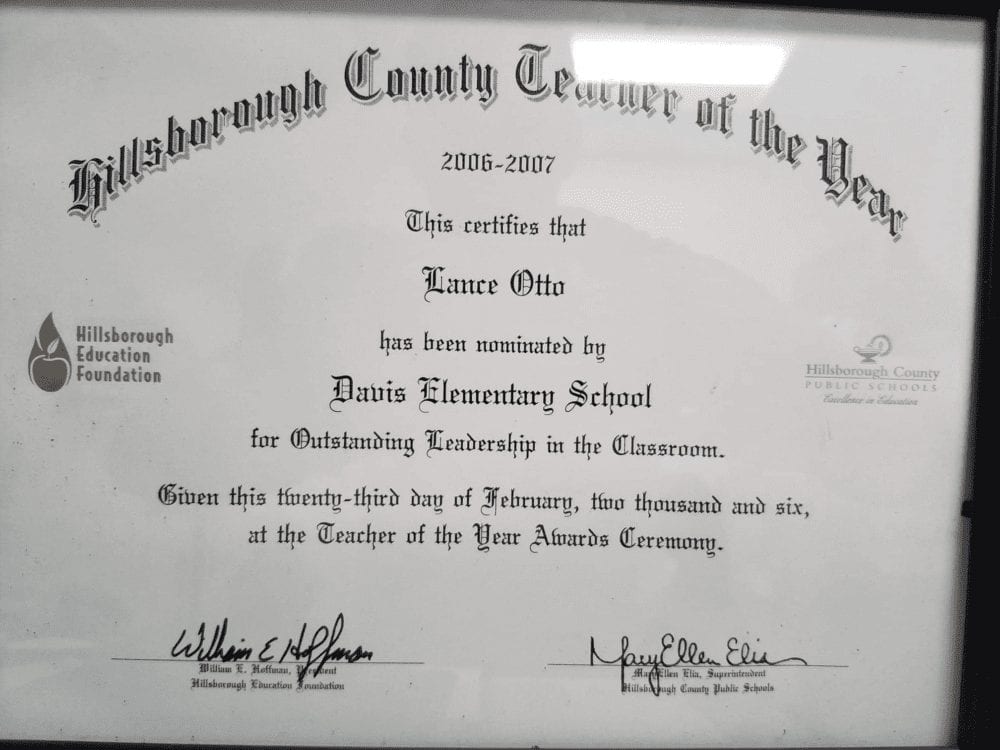 Hillsborough County Teacher of the Year
2006-2007
This certifies that
Lance Otto
has been nominated by
Davis Elementary School
for Outstanding Leadership in the Classroom.
Given this twenty-third day of February, two thousand and six,
at the Teacher of the Year Awards Ceremony.
Hillsborough
Education
Foundation
Hillsborough County
PUBLIC SCHOOLS
Excellence in Education
William E Hoffman
William E. Hoffman, President
Hillsborough Education Foundation
MaryEllen Elia
MaryEllen Elia, Superintendent
Hillsborough County Public Schools